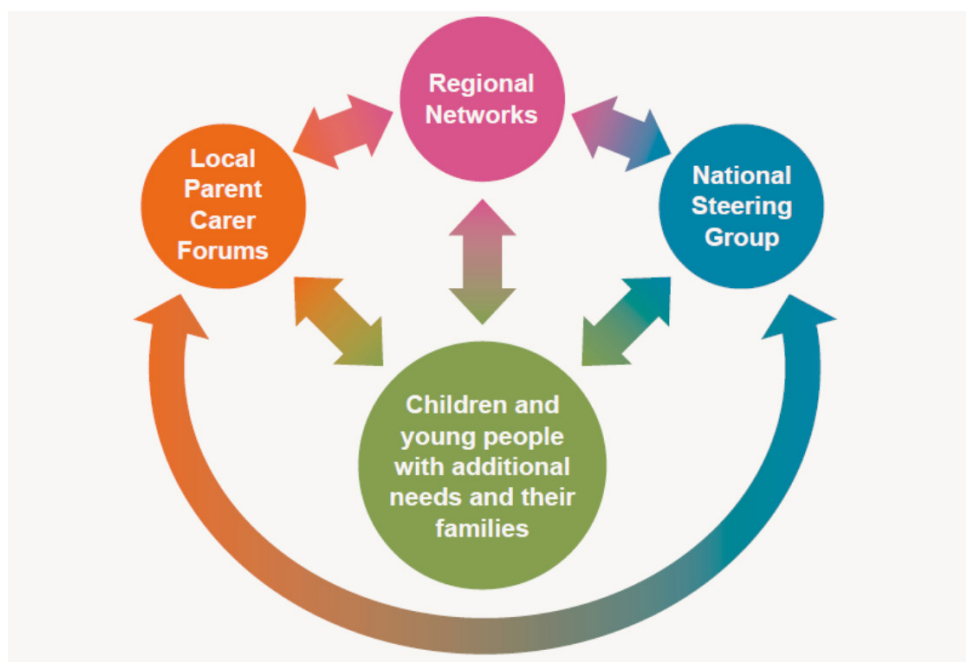 Regional
Networks
Local
Parent
Carer
Forums
National
Steering
Group
Children and
young people
with additional
needs and their
families